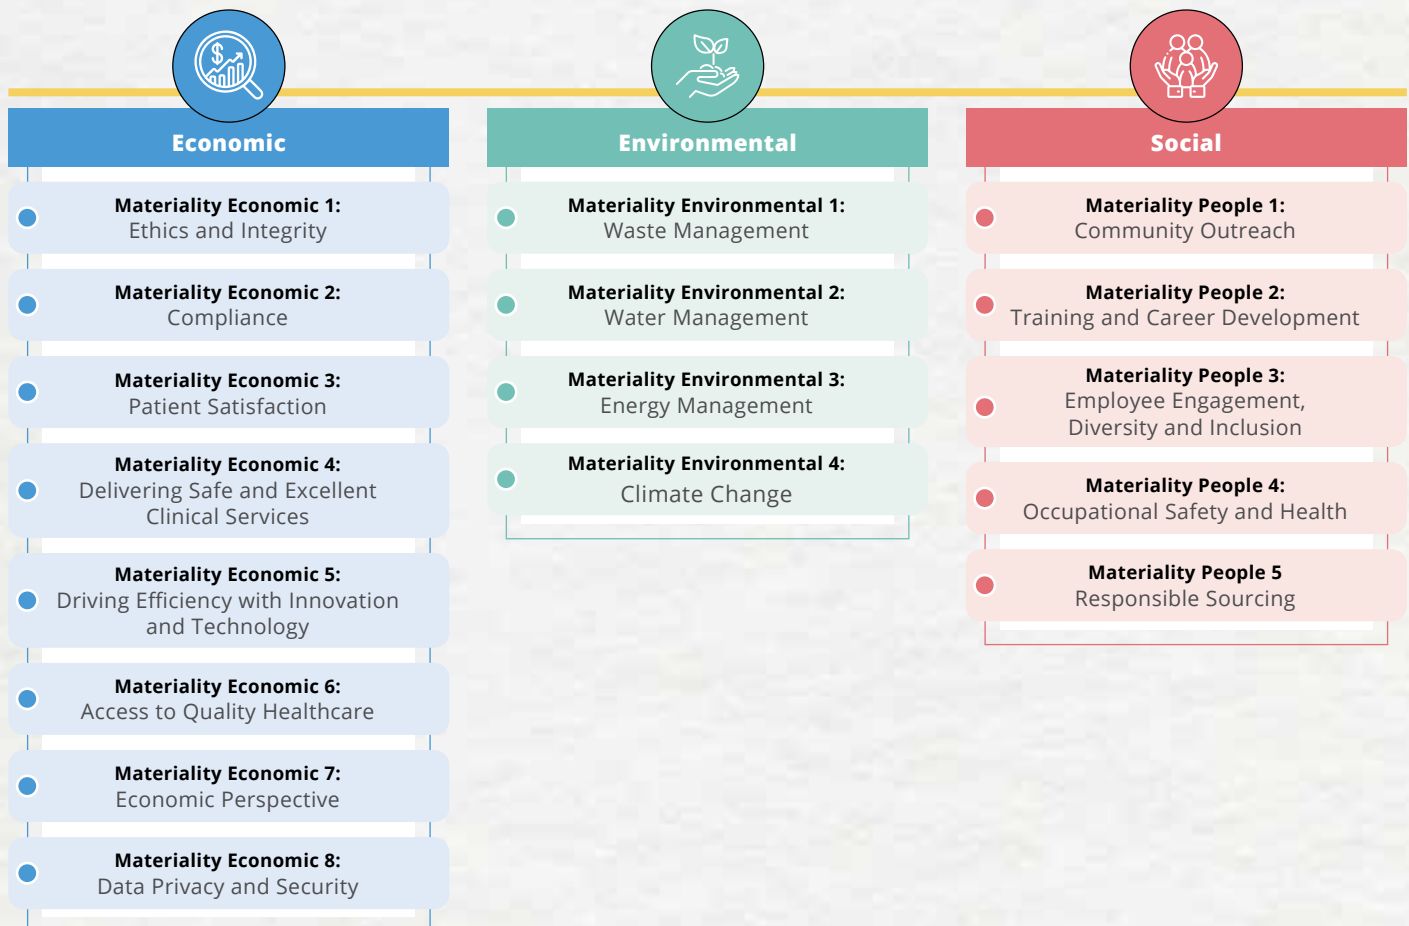 Economic
Materiality Economic 1:
Ethics and Integrity
Materiality Economic 2:
Compliance
Materiality Economic 3:
Patient Satisfaction
Materiality Economic 4:
Delivering Safe and Excellent
Clinical Services
Materiality Economic 5:
Driving Efficiency with Innovation
and Technology
Materiality Economic 6:
Access to Quality Healthcare
Materiality Economic 7:
Economic Perspective
Materiality Economic 8:
Data Privacy and Security
Environmental
Materiality Environmental 1:
Waste Management
Materiality Environmental 2:
Water Management
Materiality Environmental 3:
Energy Management
Materiality Environmental 4:
Climate Change
Social
Materiality People 1:
Community Outreach
Materiality People 2:
Training and Career Development
Materiality People 3:
Employee Engagement,
Diversity and Inclusion
Materiality People 4:
Occupational Safety and Health
Materiality People 5
Responsible Sourcing